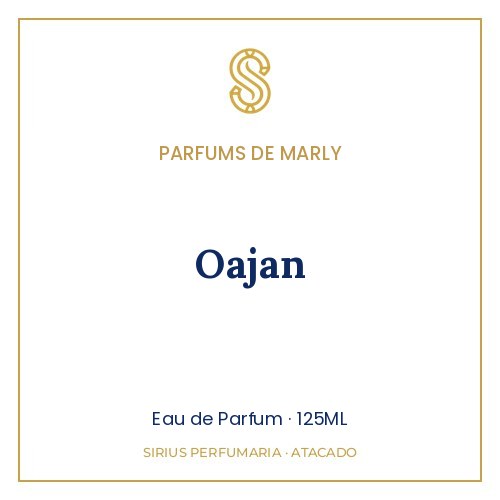 PARFUMS DE MARLY
Oajan
Eau de Parfum · 125ML
SIRIUS PERFUMARIA · ATACADO